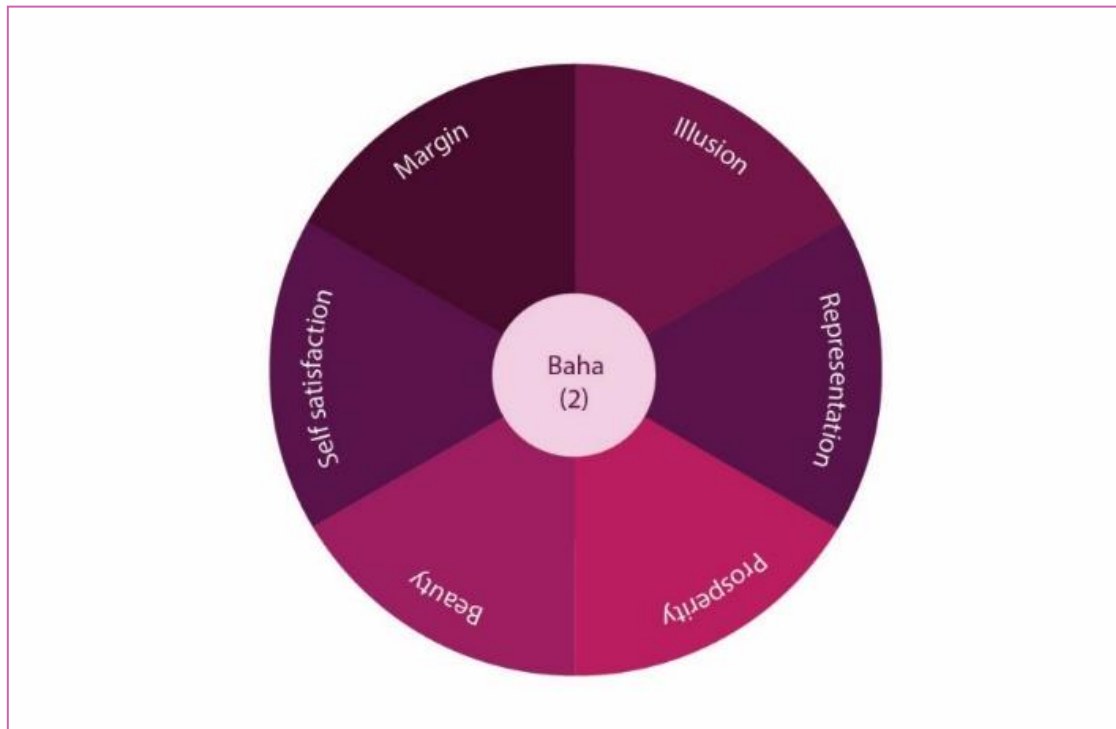 Margin
Illusion
Self satisfaction
Baha
(2)
Representation
Beauty
Prosperity